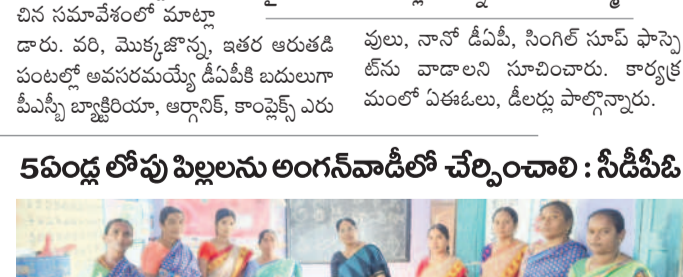 చిన సమావేశంలో మాట్లా
డారు. వరి, మొక్కజొన్న, ఇతర ఆరుతడి
పంటల్లో అవసరమయ్యే డీఏపీకి బదులుగా
పీఎస్బీ బ్యాక్టిరియా, ఆర్గానిక్, కాంప్లెక్స్ ఎరు
వులు, నానో డీఏపీ, సింగిల్ సూప్ ఫాస్పె
ట్‌ను వాడాలని సూచించారు. కార్యక్ర
మంలో ఏఈఓలు, డీలర్లు పాల్గొన్నారు.
5ఏండ్ల లోపు పిల్లలను అంగన్‌వాడీలో చేర్పించాలి : సీడీపీఓ